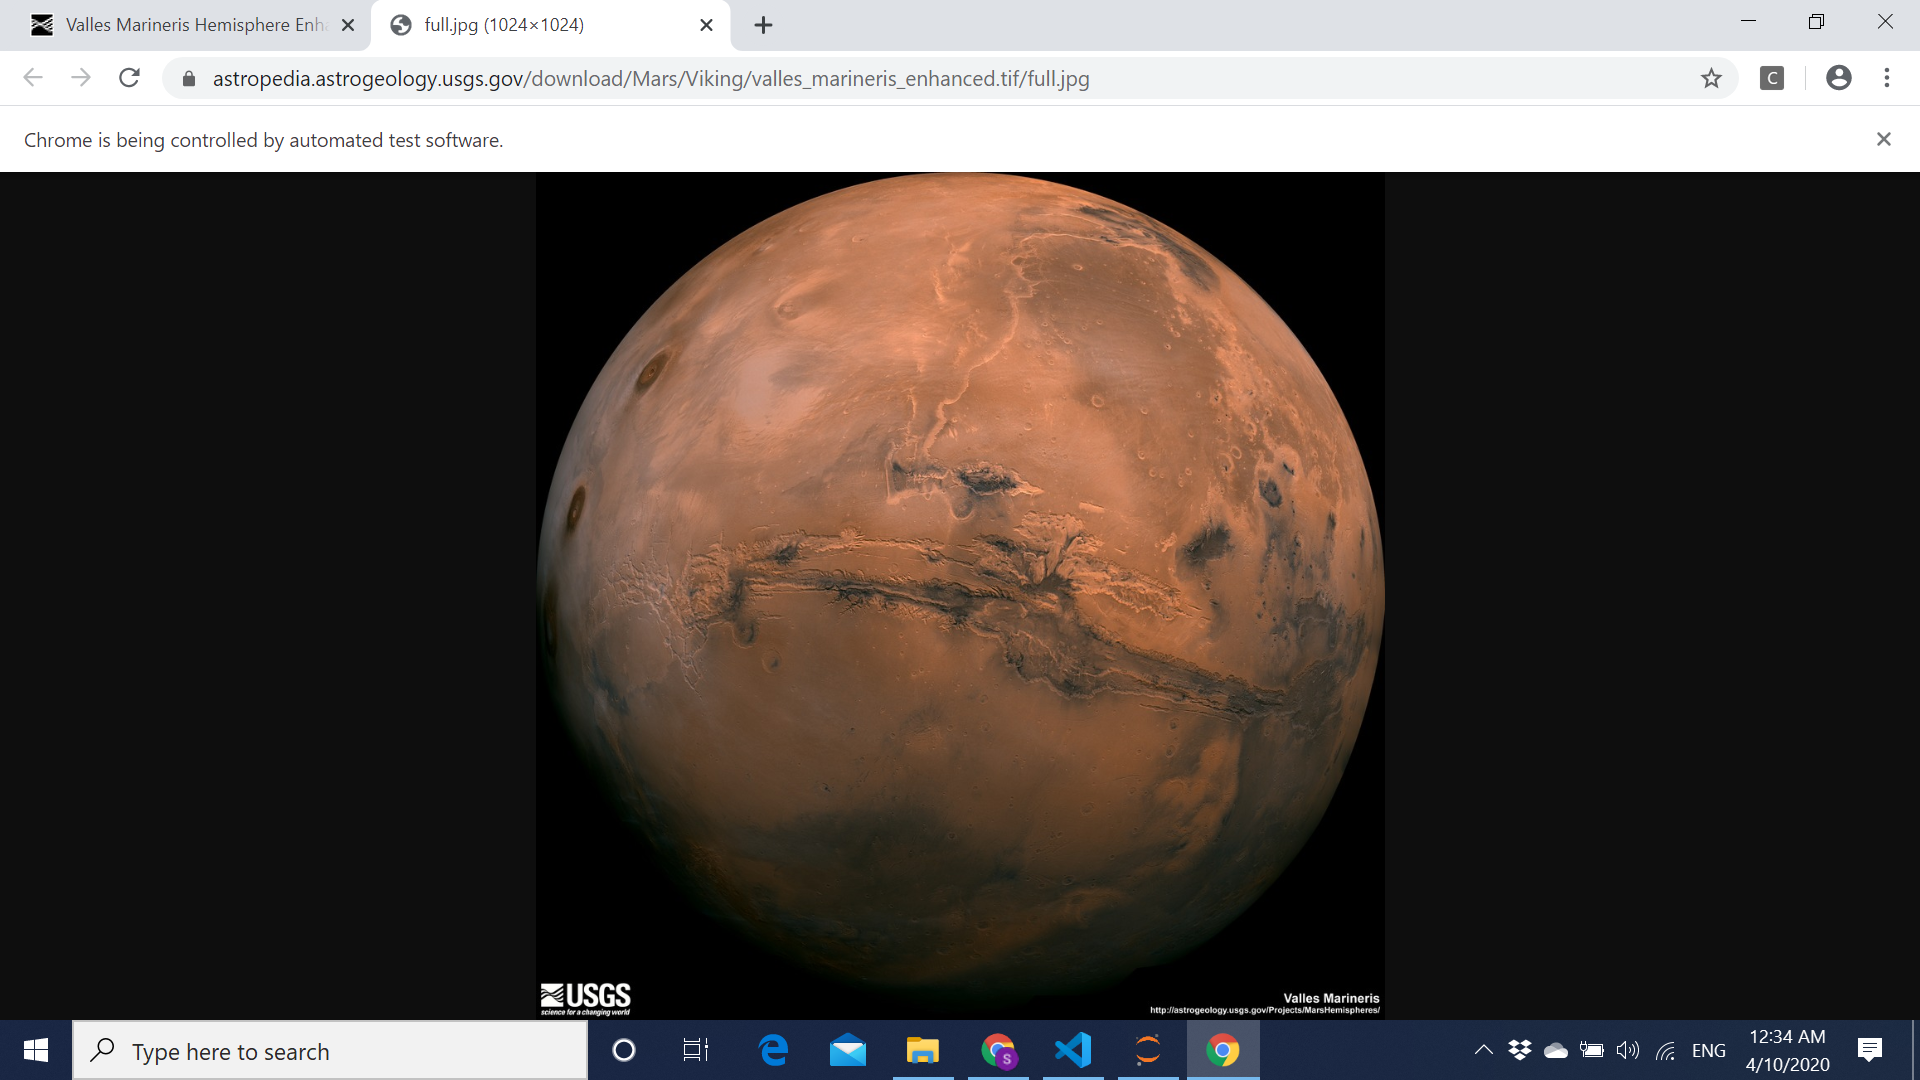 Valles Marineris Hemisphere Enh
full.jpg (1024×1024)
astropedia.astrogeology.usgs.gov/download/Mars/Viking/valles_marineris_enhanced.tif/full.jpg
C
Chrome is being controlled by automated test software.
USGS
science for a changing world
Valles Marineris
http://astrogeology.usgs.gov/Projects/MarsHemispheres/
Type here to search
S
ENG
12:34 AM
4/10/2020